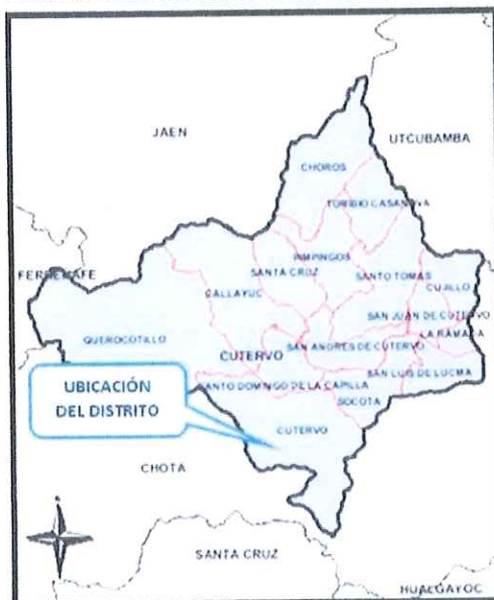 JAEN
UTCUBAMBA
CHOROS
TORIBIO CASANOVA
PIMPINGOS
SANTA CRUZ
SANTO TOMAS
FERREÑAFE
CUJILLO
CALLAYUC
SAN JUAN DE CUTERVO
LA RAMADA
QUEROCOTILLO
SAN ANDRES DE CUTERVO
CUTERVO
SAN LUIS DE LUCMA
SANTO DOMINGO DE LA CAPILLA
UBICACIÓN
DEL DISTRITO
SOCOTA
CUTERVO
CHOTA
SANTA CRUZ
HUALGAYOC